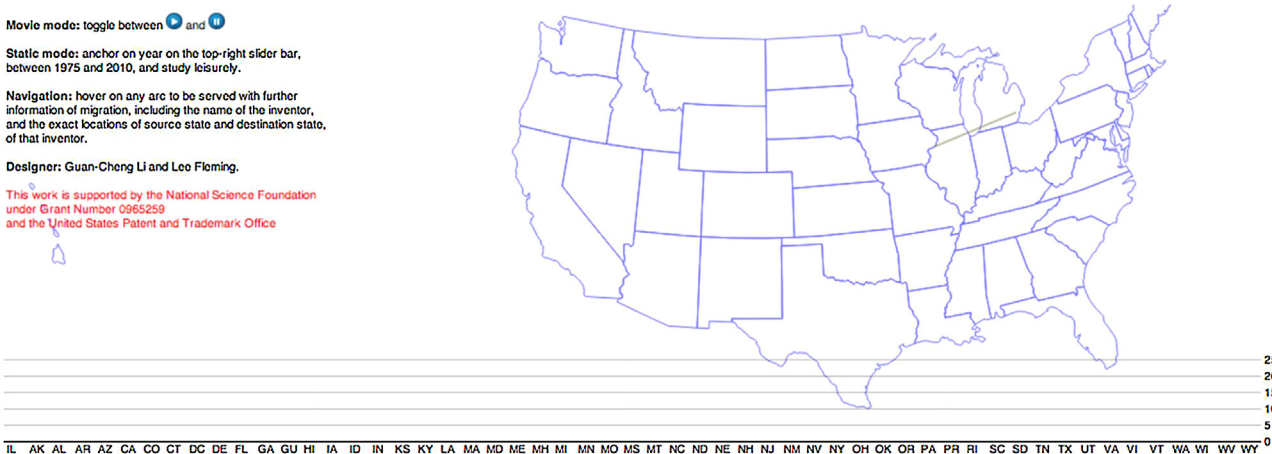 Movie mode: toggle between and
Static mode: anchor on year on the top-right slider bar,
between 1975 and 2010, and study leisurely.
Navigation: hover on any arc to be served with further
information of migration, including the name of the inventor,
and the exact locations of source state and destination state,
of that inventor.
Designer: Guan-Cheng Li and Lee Fleming.
This work is supported by the National Science Foundation
under Grant Number 0965259
and the United States Patent and Trademark Office
5
0
IL AK AL AR AZ CA CO CT DC DE FL GA GU HI IA ID IN KS KY LA MA MD ME MH MI MN MO MS MT NC ND NE NH NJ NM NV NY OH OK OR PA PR RI SC SD TN TX UT VA VI VT WA WI WV WY